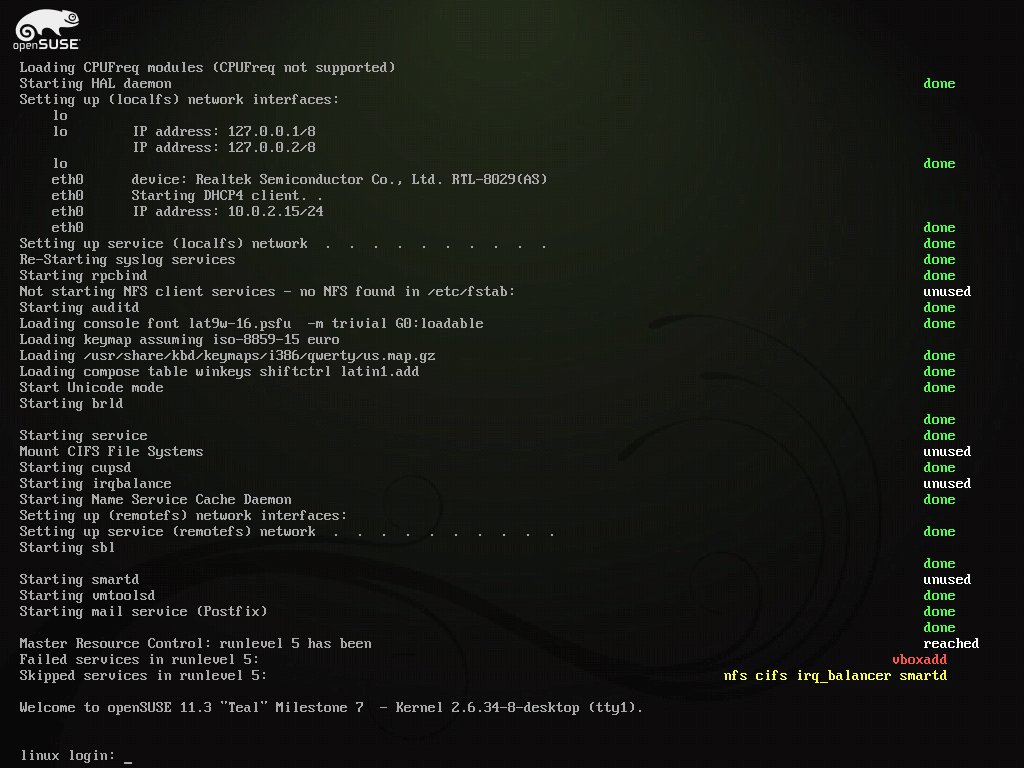 openSUSE
Loading CPUFreq modules (CPUFreq not supported)
Starting HAL daemon done
Setting up (localfs) network interfaces:
lo
lo IP address: 127.0.0.1/8
IP address: 127.0.0.2/8
lo done
eth0 device: Realtek Semiconductor Co., Ltd. RTL-8029(AS)
eth0 Starting DHCP4 client. .
eth0 IP address: 10.0.2.15/24
eth0 done
Setting up service (localfs) network . . . . . . . . . . done
Re-Starting syslog services done
Starting rpcbind done
Not starting NFS client services - no NFS found in /etc/fstab: unused
Starting auditd done
Loading console font lat9w-16.psfu -m trivial G0:loadable done
Loading keymap assuming iso-8859-15 euro
Loading /usr/share/kbd/keymaps/i386/qwerty/us.map.gz done
Loading compose table winkeys shiftctrl latin1.add done
Start Unicode mode done
Starting brld
done
Starting service done
Mount CIFS File Systems unused
Starting cupsd done
Starting irqbalance unused
Starting Name Service Cache Daemon done
Setting up (remotefs) network interfaces:
Setting up service (remotefs) network . . . . . . . . . . done
Starting sbl
done
Starting smartd unused
Starting vmtoolsd done
Starting mail service (Postfix) done
done
Master Resource Control: runlevel 5 has been reached
Failed services in runlevel 5: vboxadd
Skipped services in runlevel 5: nfs cifs irq_balancer smartd
Welcome to openSUSE 11.3 "Teal" Milestone 7 - Kernel 2.6.34-8-desktop (tty1).
linux login: _